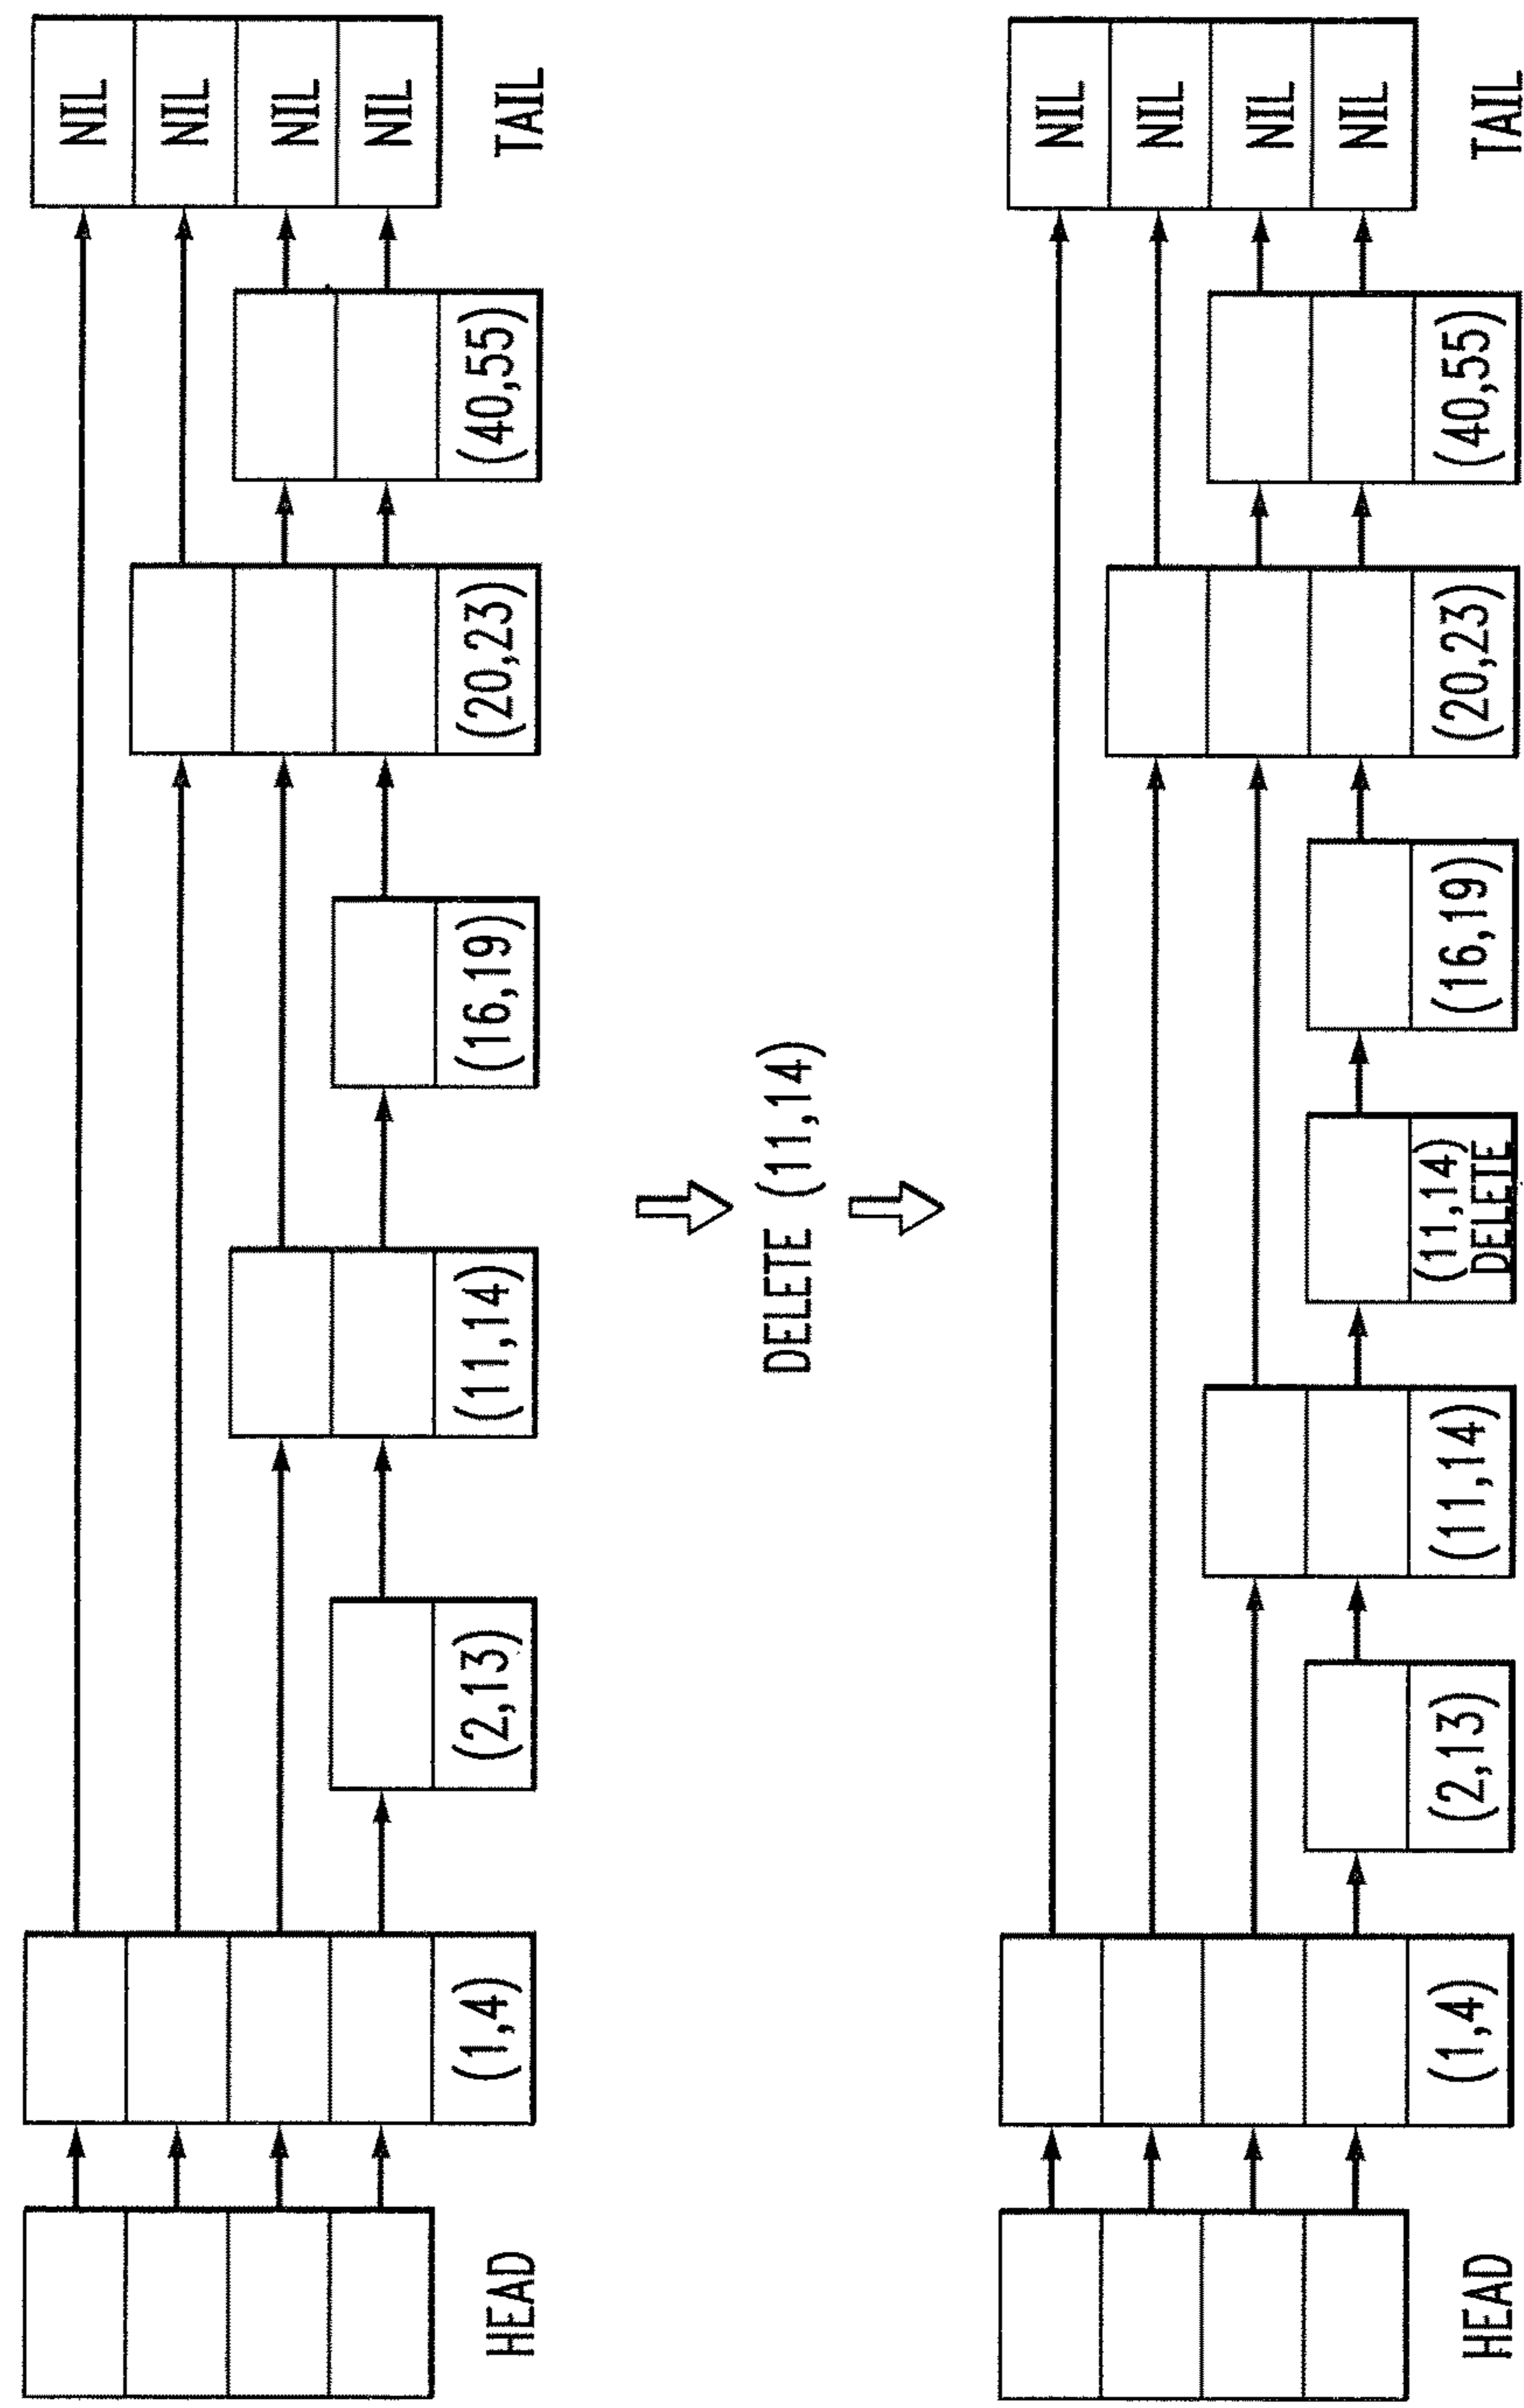 NIL
NIL
NIL
NIL
HEAD
(1,4)
(2,13)
(11,14)
(16,19)
(20,23)
(40,55)
TAIL
DELETE (11,14)
NIL
NIL
NIL
NIL
HEAD
(1,4)
(2,13)
(11,14)
(11,14)
DELETE
(16,19)
(20,23)
(40,55)
TAIL